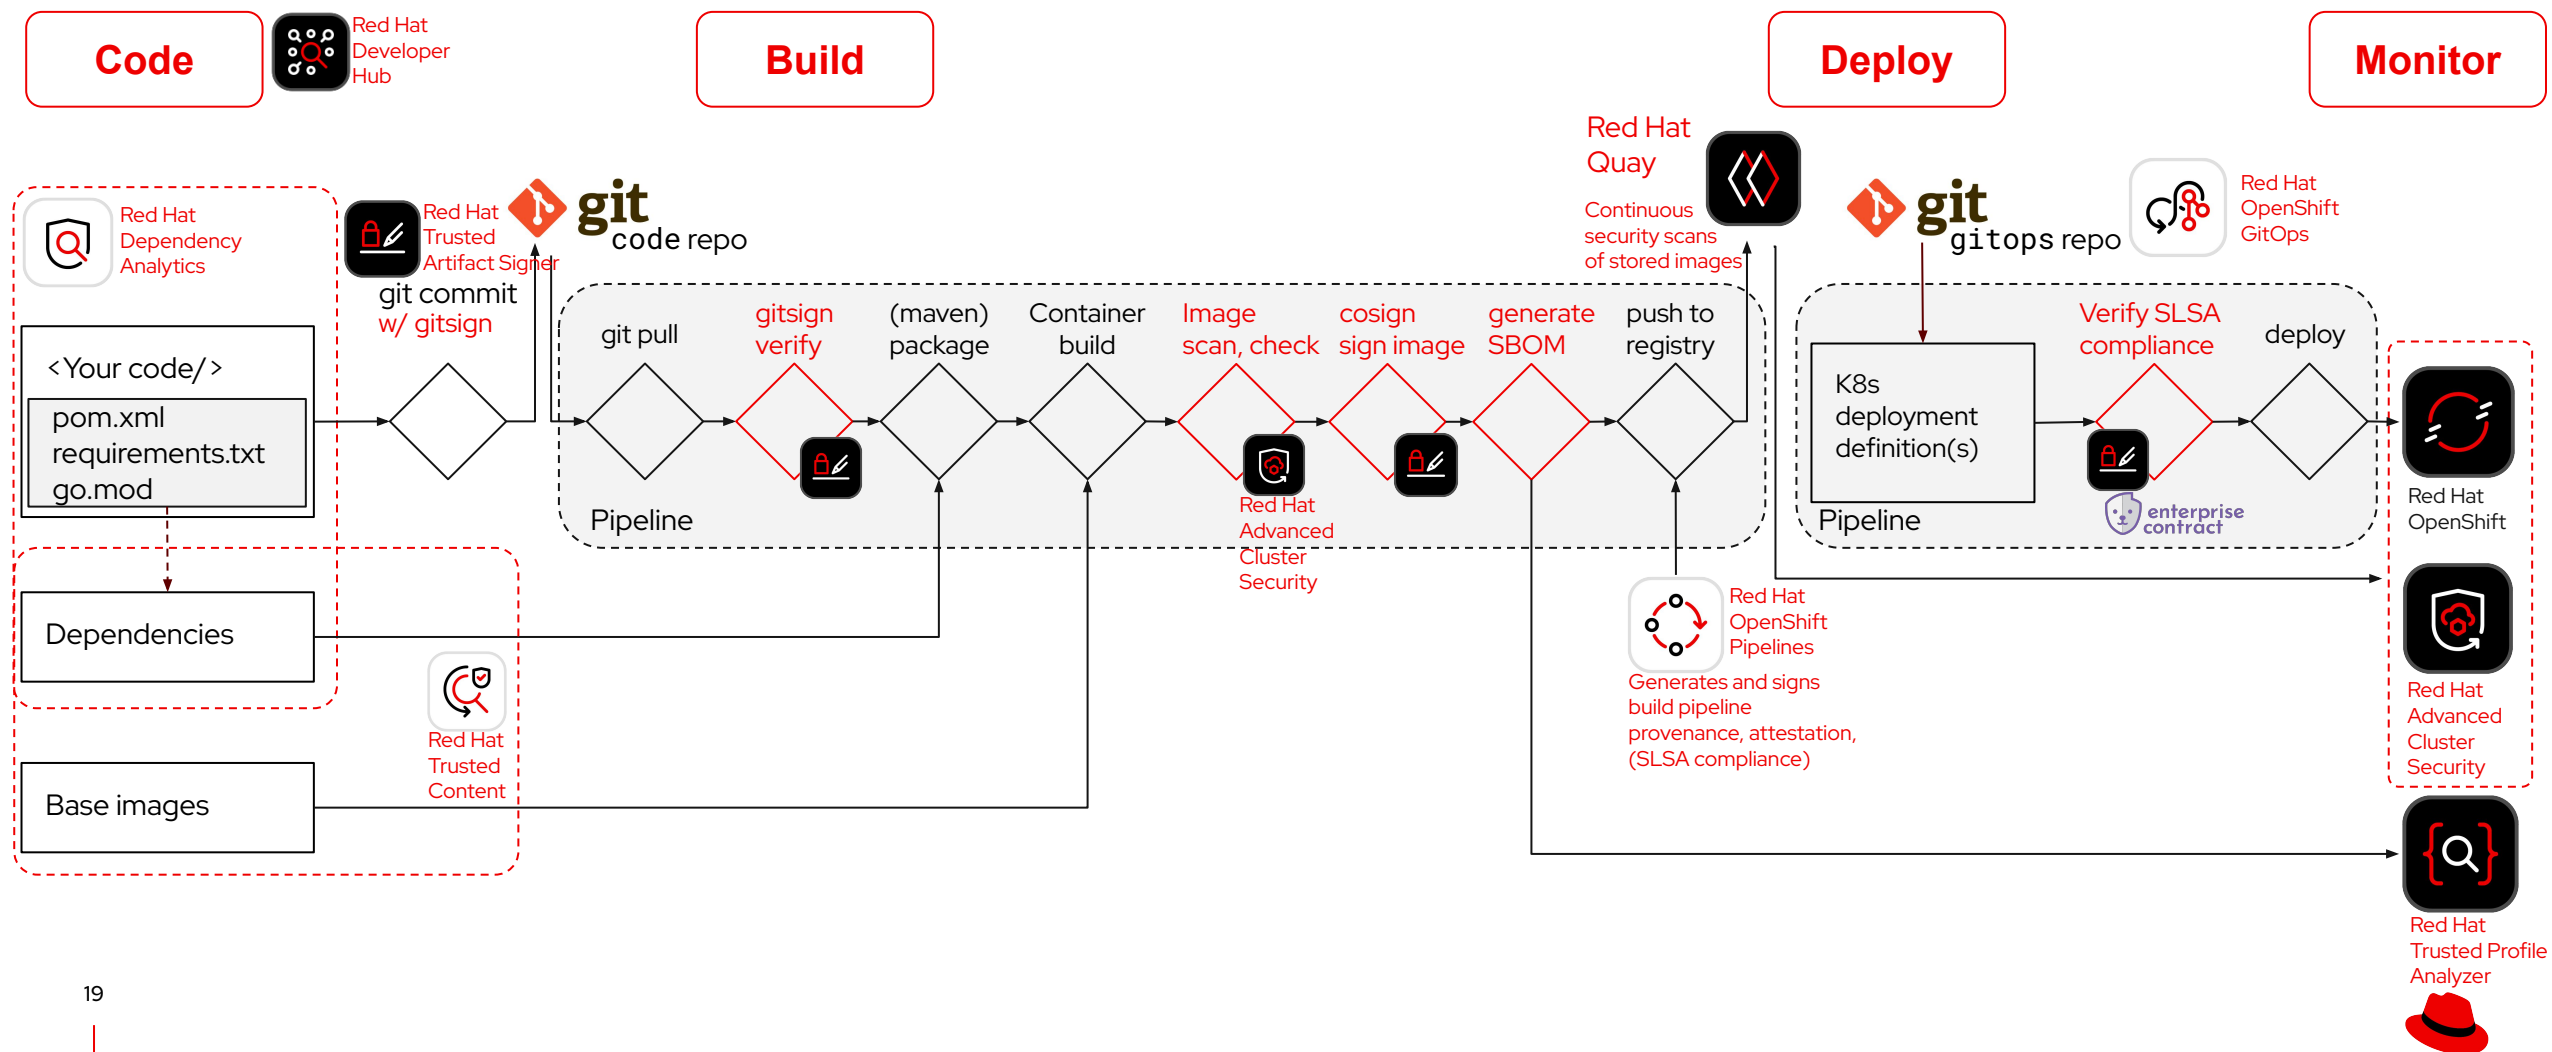 Code
Red Hat
Developer
Hub
Build
Deploy
Monitor
Red Hat
Dependency
Analytics
Red Hat
Trusted
Artifact Signer
git commit
w/ gitsign
git
code repo
Red Hat
Quay
Continuous
security scans
of stored images
git
gitops repo
Red Hat
OpenShift
GitOps
<Your code/>
pom.xml
requirements.txt
go.mod
git pull
gitsign
verify
(maven)
package
Container
build
Image
scan, check
cosign
sign image
generate
SBOM
push to
registry
Pipeline
Red Hat
Advanced
Cluster
Security
K8s
deployment
definition(s)
Verify SLSA
compliance
deploy
Pipeline
enterprise
contract
Red Hat
OpenShift
Dependencies
Red Hat
Trusted
Content
Base images
Red Hat
OpenShift
Pipelines
Generates and signs
build pipeline
provenance, attestation,
(SLSA compliance)
Red Hat
Advanced
Cluster
Security
Red Hat
Trusted Profile
Analyzer
19